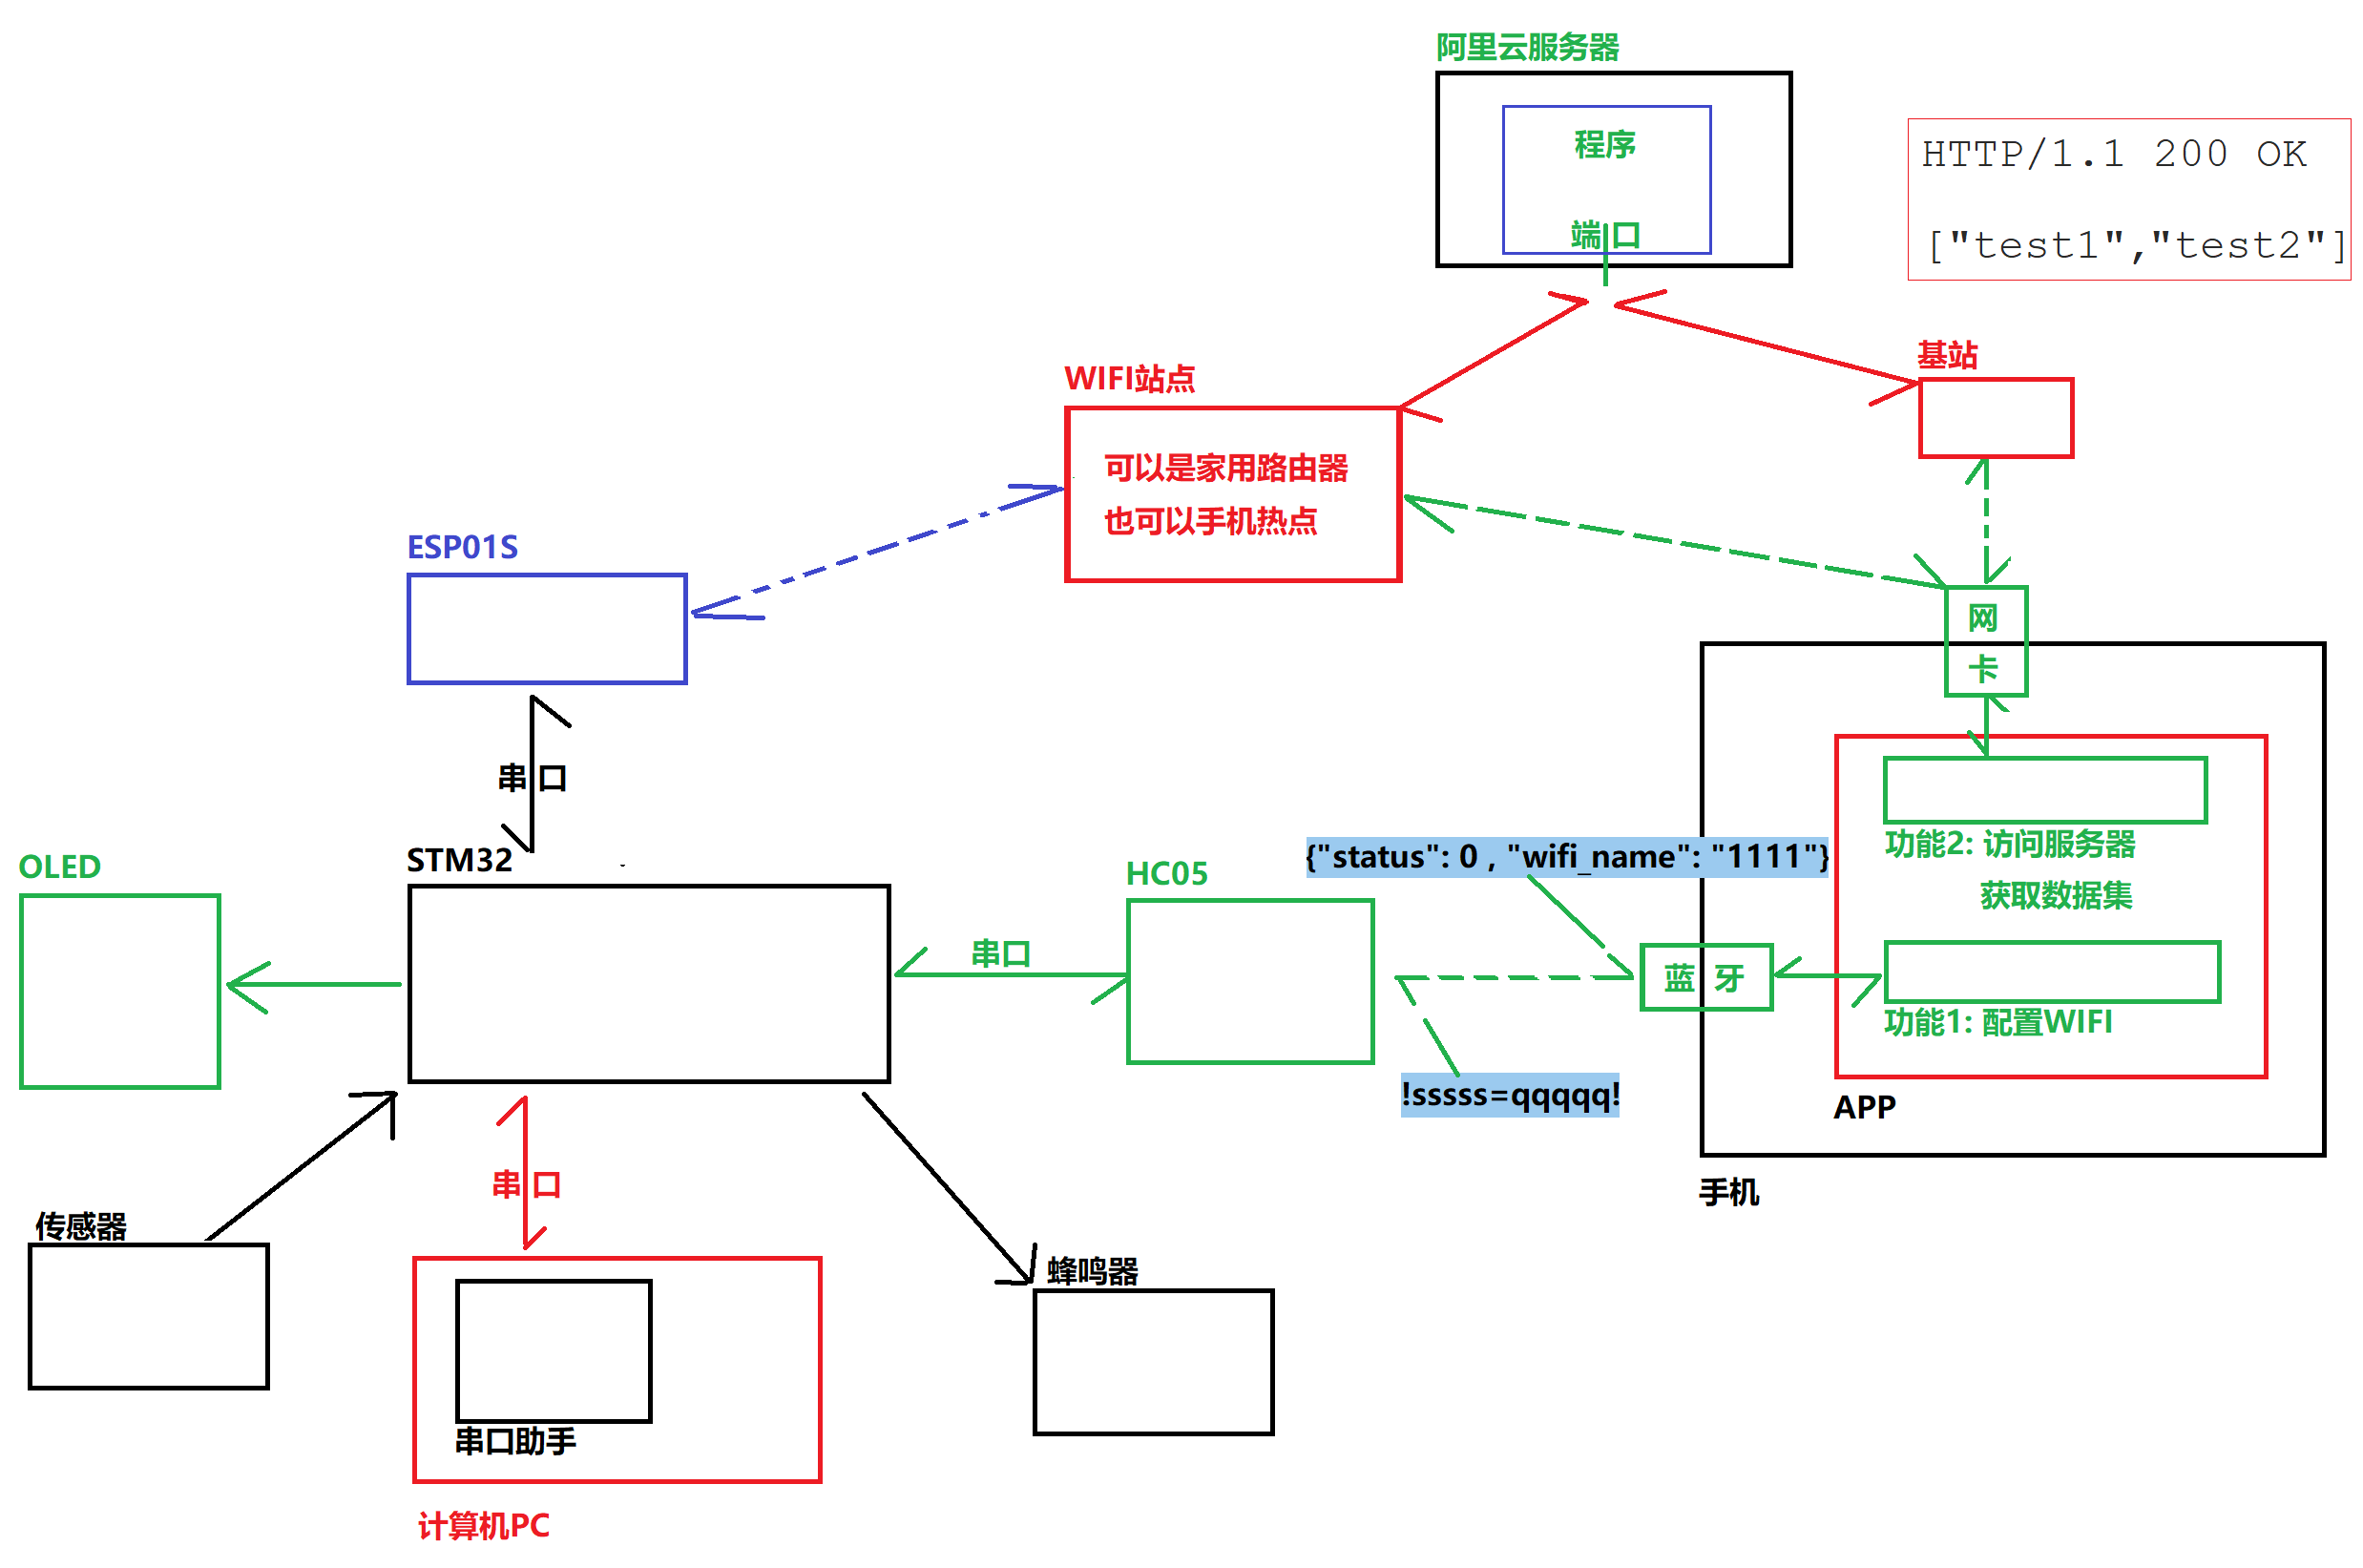 阿里云服务器
程序
端口
HTTP/1.1 200 OK
["test1","test2"]
基站
WIFI站点
可以是家用路由器
也可以手机热点
ESP01S
网
卡
串口
STM32
OLED
HC05
{"status": 0 , "wifi_name": "1111"}
功能2: 访问服务器
获取数据集
串口
蓝 牙
功能1: 配置WIFI
!sssss=qqqqq!
APP
手机
串口
传感器
蜂鸣器
串口助手
计算机PC